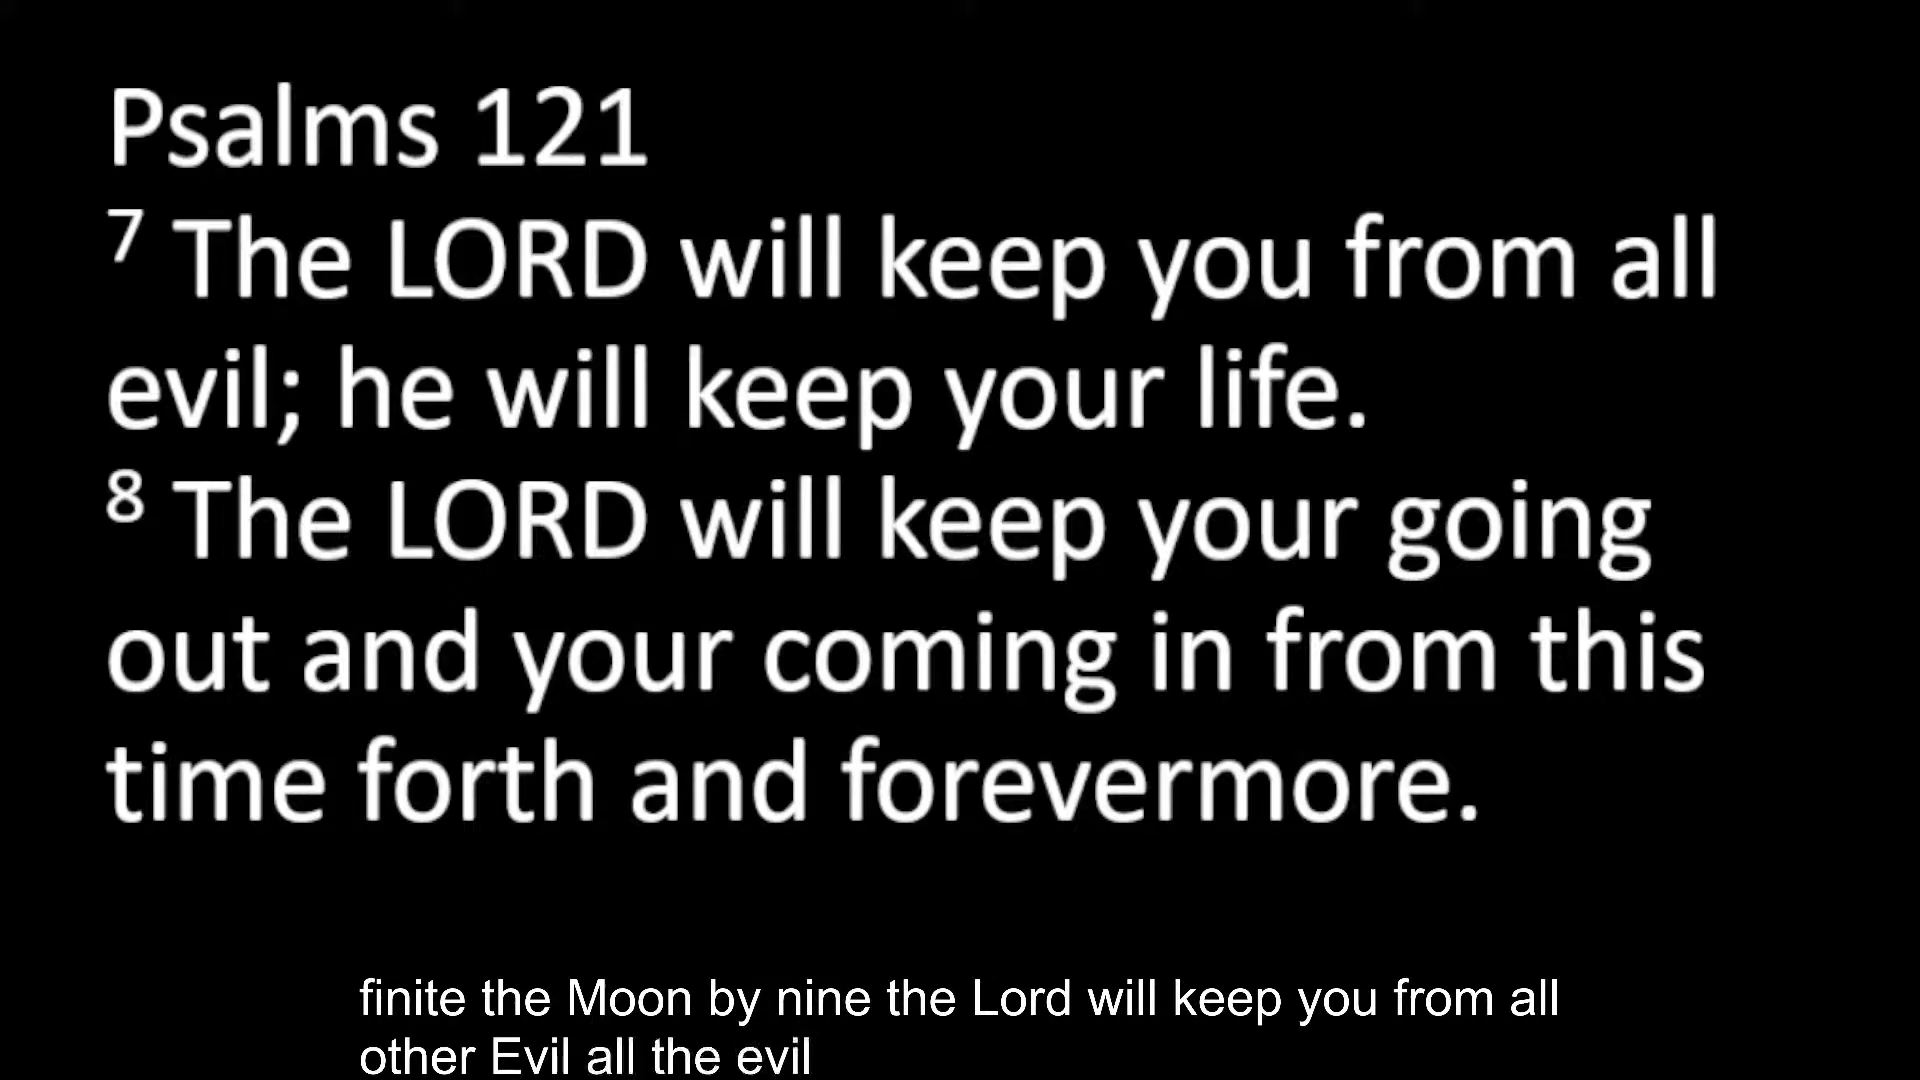 Psalms 121
7 The LORD will keep you from all
evil; he will keep your life.
8 The LORD will keep your going
out and your coming in from this
time forth and forevermore.
finite the Moon by nine the Lord will keep you from all
other Evil all the evil